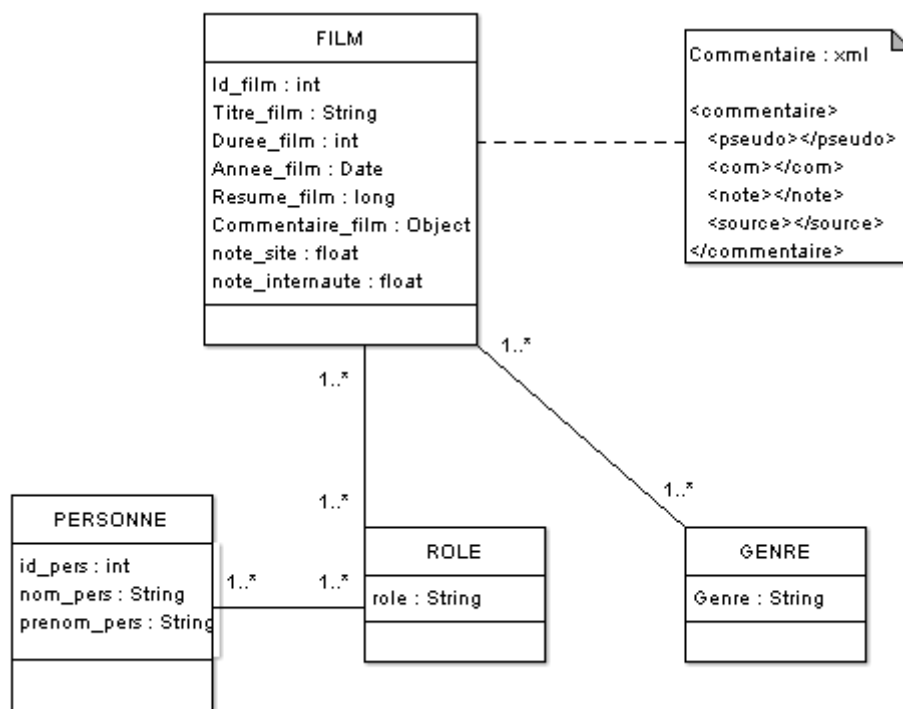 FILM
Id_film : int
Titre_film : String
Duree_film : int
Annee_film : Date
Resume_film : long
Commentaire_film : Object
note_site : float
note_internaute : float
Commentaire : xml
<commentaire>
<pseudo></pseudo>
<com></com>
<note></note>
<source></source>
</commentaire>
1..*
1..*
1..*
1..*
PERSONNE
id_pers : int
nom_pers : String
prenom_pers : String
1..*
1..*
ROLE
role : String
GENRE
Genre : String